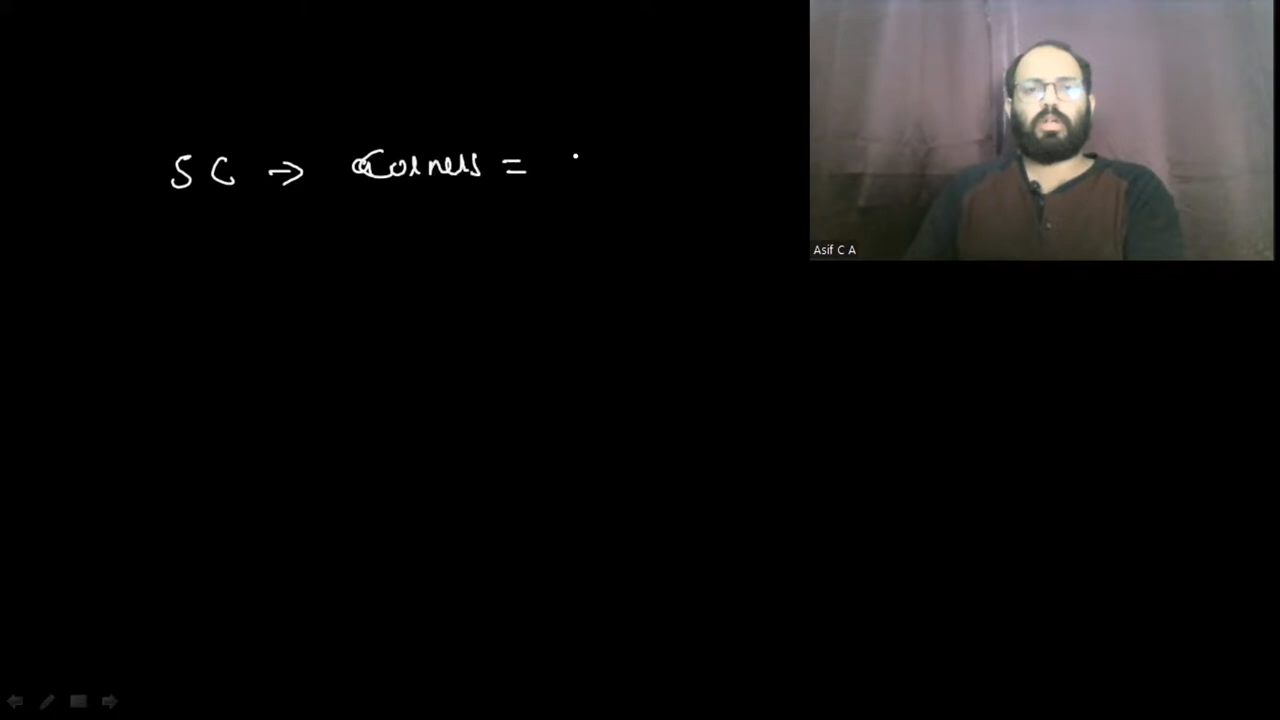 SC → Corners =
Asif C A